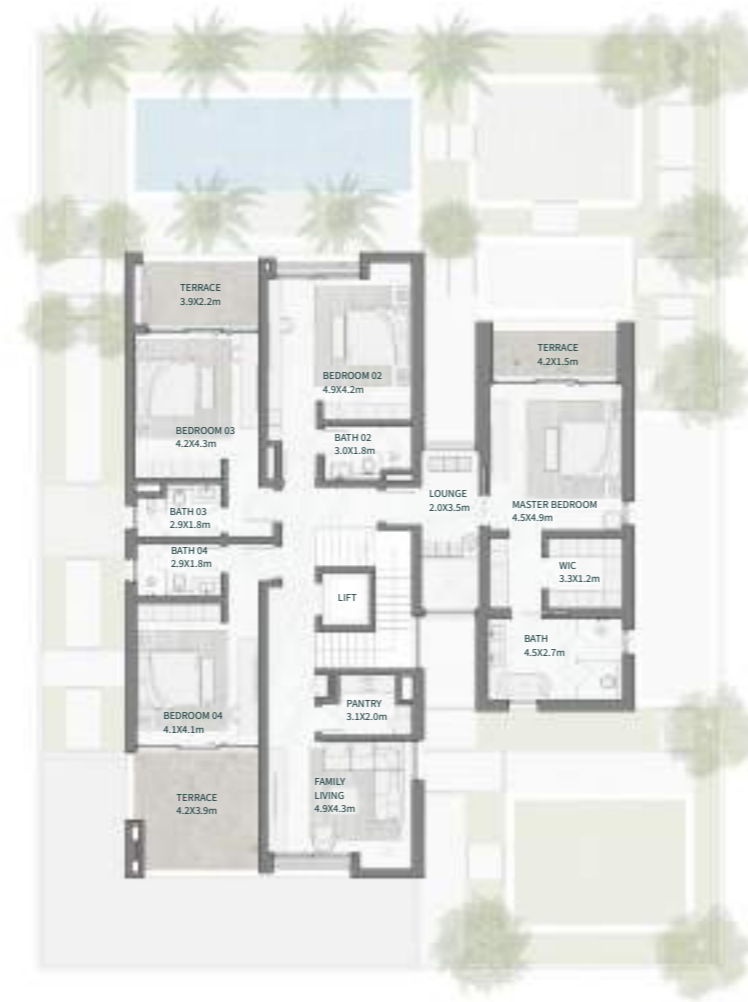 TERRACE
3.9X2.2m
BEDROOM 02
4.9X4.2m
TERRACE
4.2X1.5m
BEDROOM 03
4.2X4.3m
BATH 02
3.0X1.8m
LOUNGE
2.0X3.5m
MASTER BEDROOM
4.5X4.9m
BATH 03
2.9X1.8m
BATH 04
2.9X1.8m
WIC
3.3X1.2m
LIFT
BATH
4.5X2.7m
BEDROOM 04
4.1X4.1m
PANTRY
3.1X2.0m
TERRACE
4.2X3.9m
FAMILY
LIVING
4.9X4.3m